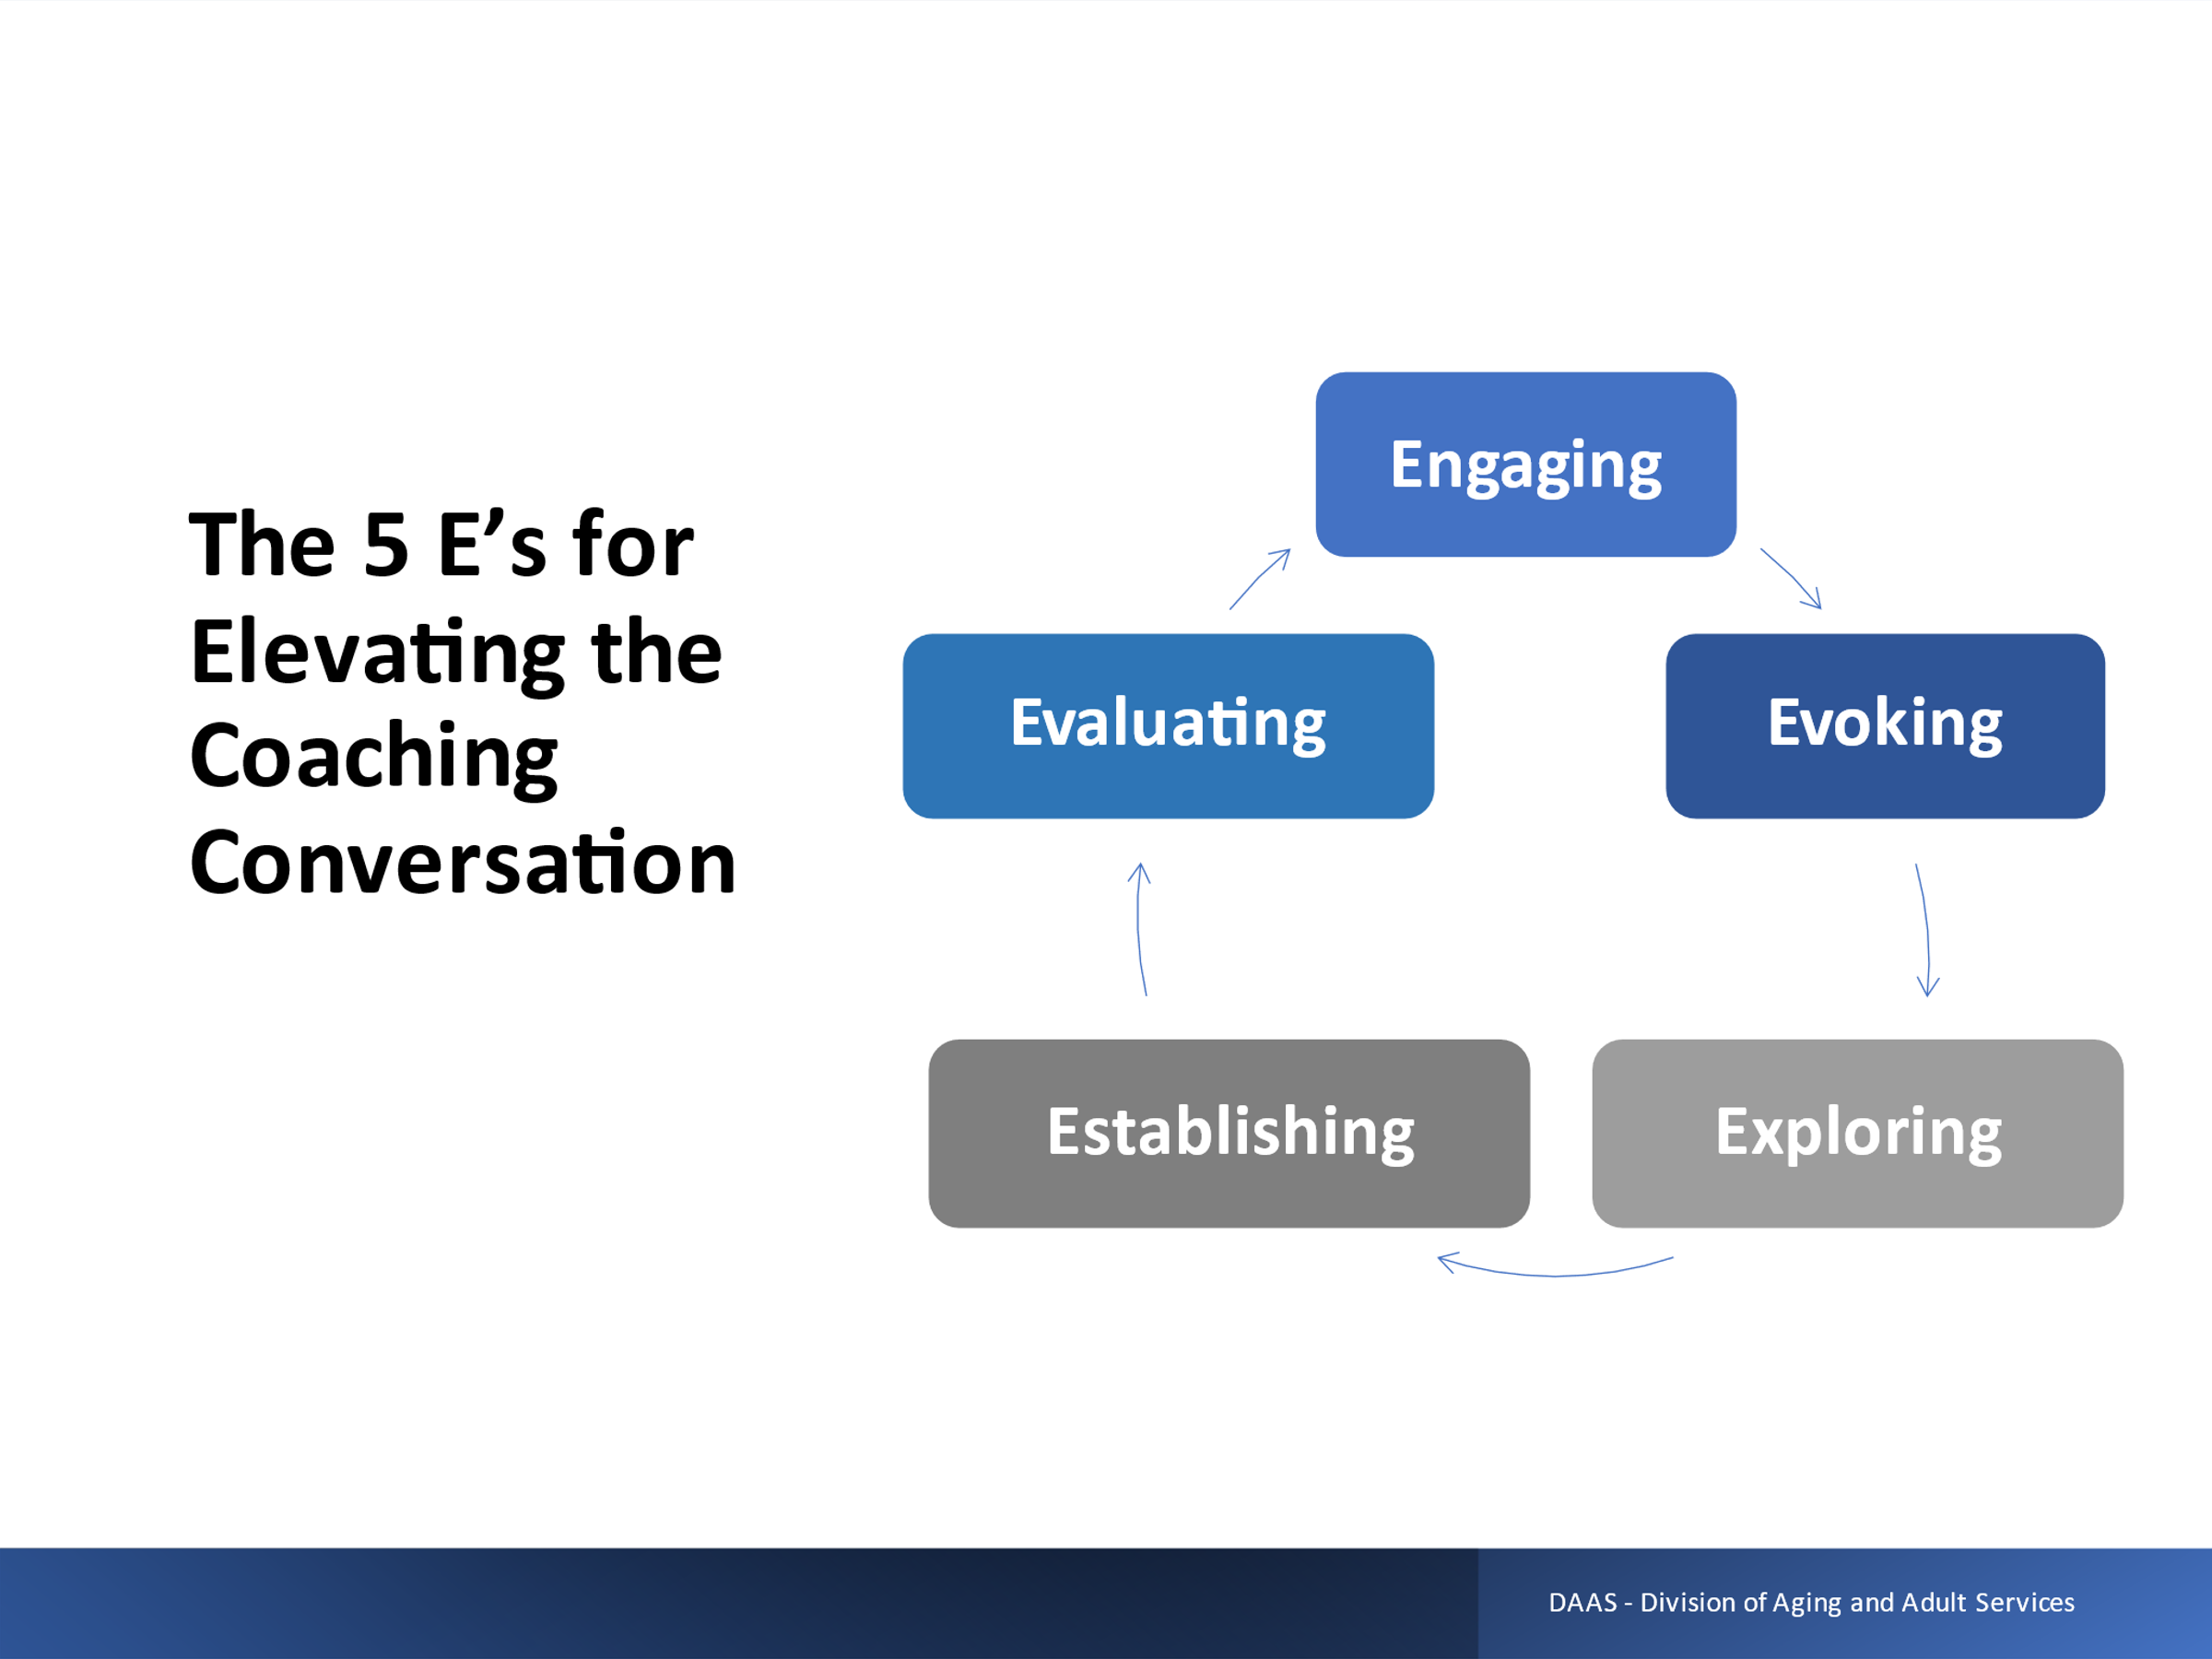 The 5 E’s for
Elevating the
Coaching
Conversation
Engaging
Evoking
Exploring
Establishing
Evaluating
DAAS - Division of Aging and Adult Services